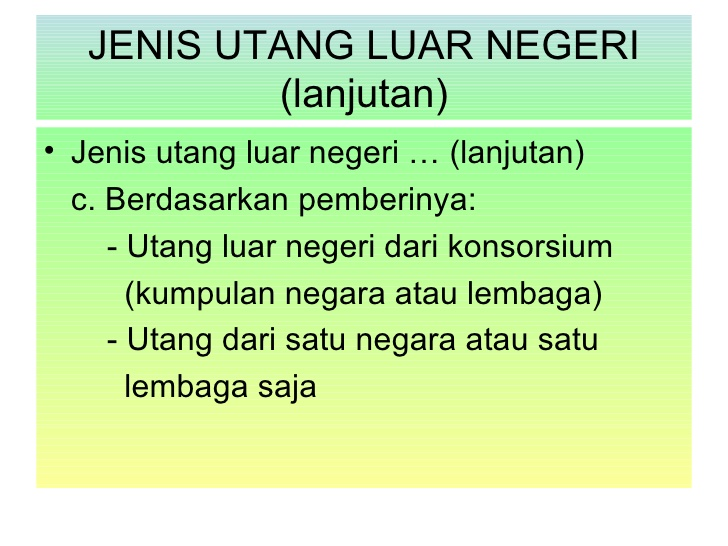 JENIS UTANG LUAR NEGERI
(lanjutan)
• Jenis utang luar negeri … (lanjutan)
c. Berdasarkan pemberinya:
- Utang luar negeri dari konsorsium
(kumpulan negara atau lembaga)
- Utang dari satu negara atau satu
lembaga saja